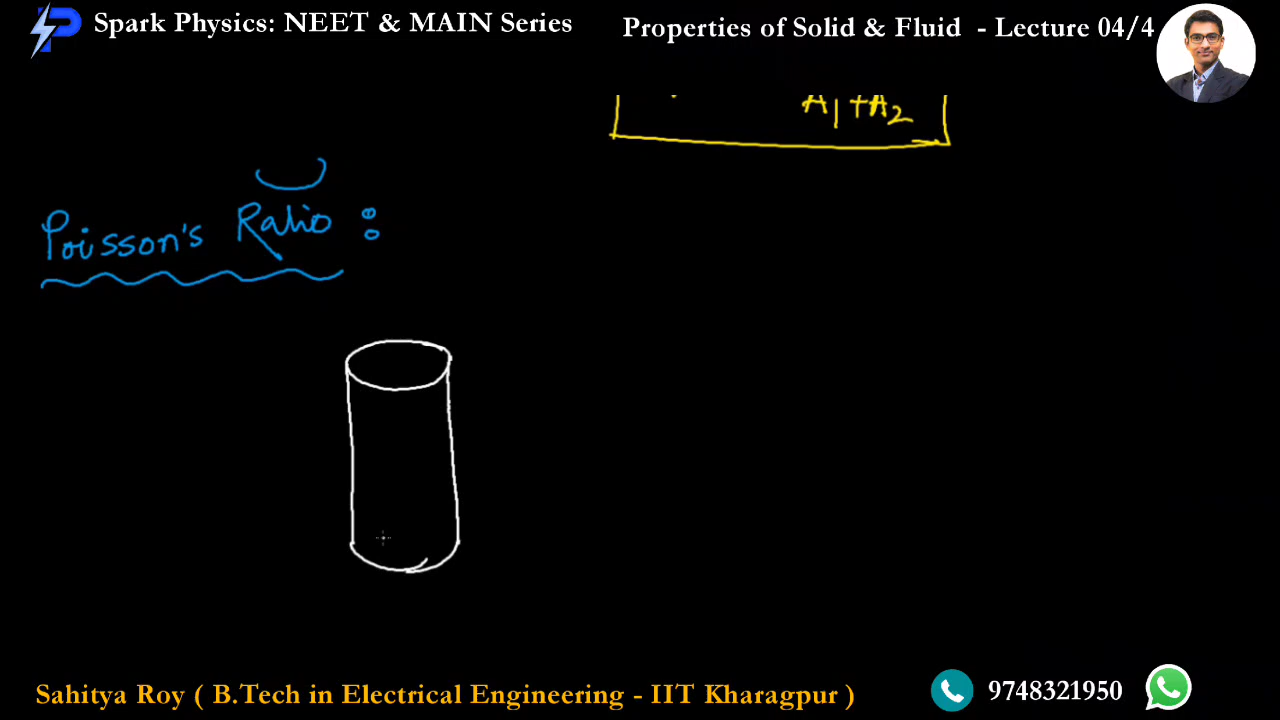 Spark Physics: NEET & MAIN Series
Properties of Solid & Fluid - Lecture 04/4
A₁+A₂
Poisson's Ratio :
Sahitya Roy ( B.Tech in Electrical Engineering - IIT Kharagpur )
9748321950